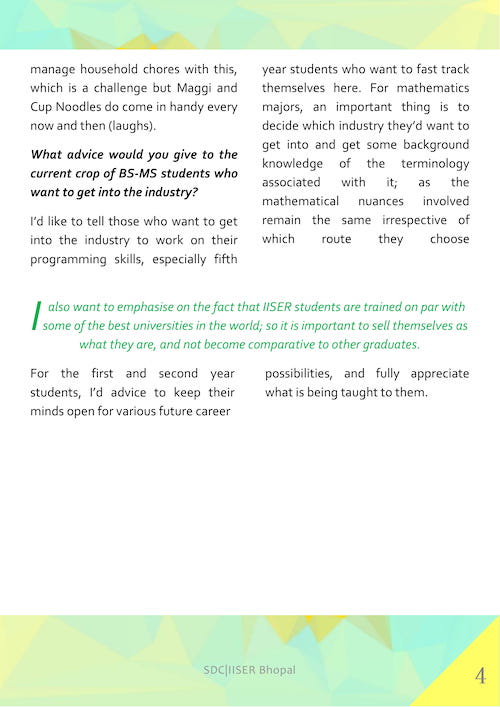 manage household chores with this,
which is a challenge but Maggi and
Cup Noodles do come in handy every
now and then (laughs).
What advice would you give to the
current crop of BS-MS students who
want to get into the industry?
I'd like to tell those who want to get
into the industry to work on their
programming skills, especially fifth
year students who want to fast track
themselves here. For mathematics
majors, an important thing is to
decide which industry they'd want to
get into and get some background
knowledge of the terminology
associated with it; as the
mathematical nuances involved
remain the same irrespective of
which route they choose
I also want to emphasise on the fact that IISER students are trained on par with
some of the best universities in the world; so it is important to sell themselves as
what they are, and not become comparative to other graduates.
For the first and second year
students, I'd advice to keep their
minds open for various future career
possibilities, and fully appreciate
what is being taught to them.
SDC|IISER Bhopal
4